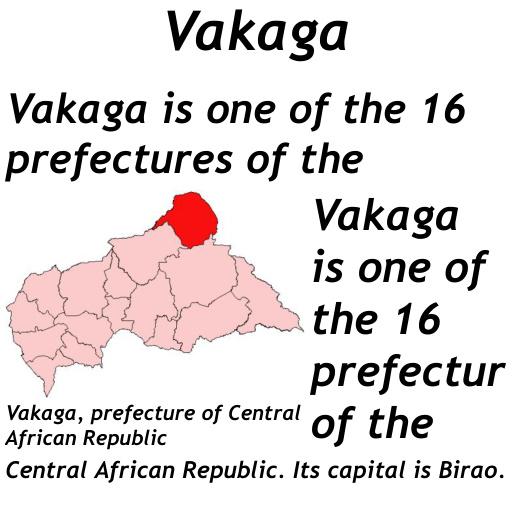 Vakaga
Vakaga is one of the 16
prefectures of the
Vakaga
is one of
the 16
prefectur
of the
Vakaga, prefecture of Central
African Republic
Central African Republic. Its capital is Birao.